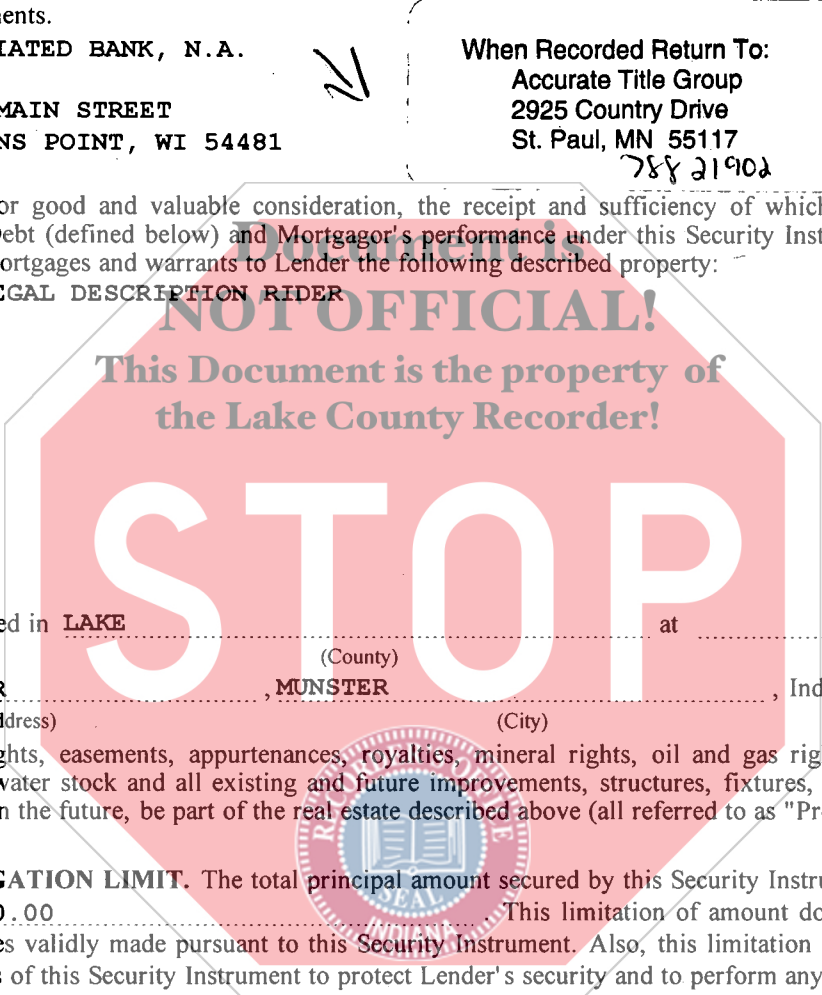 ents.
IATED BANK, N.A.
When Recorded Return To:
Accurate Title Group
MAIN STREET
2925 Country Drive
NS POINT, WI 54481
St. Paul, MN 55117
788 21902
or good and valuable consideration, the receipt and sufficiency of which
ebt (defined below) and Mortgagor's performance under this Security Inst
Document is
ortgages and warrants to Lender the following described property:
EGAL DESCRIPTION RIDER
NOT OFFICIAL!
This Document is the property of
the Lake County Recorder!
STOP
ed in LAKE at
(County)
R , MUNSTER , Ind
ddress) (City)
ghts, easements, appurtenances, royalties, mineral rights, oil and gas rig
water stock and all existing and future improvements, structures, fixtures,
n the future, be part of the real estate described above (all referred to as "Pr
GATION LIMIT. The total principal amount secured by this Security Instru
0.00 . This limitation of amount do
es validly made pursuant to this Security Instrument. Also, this limitation
s of this Security Instrument to protect Lender's security and to perform any
SEAL
INDIANA